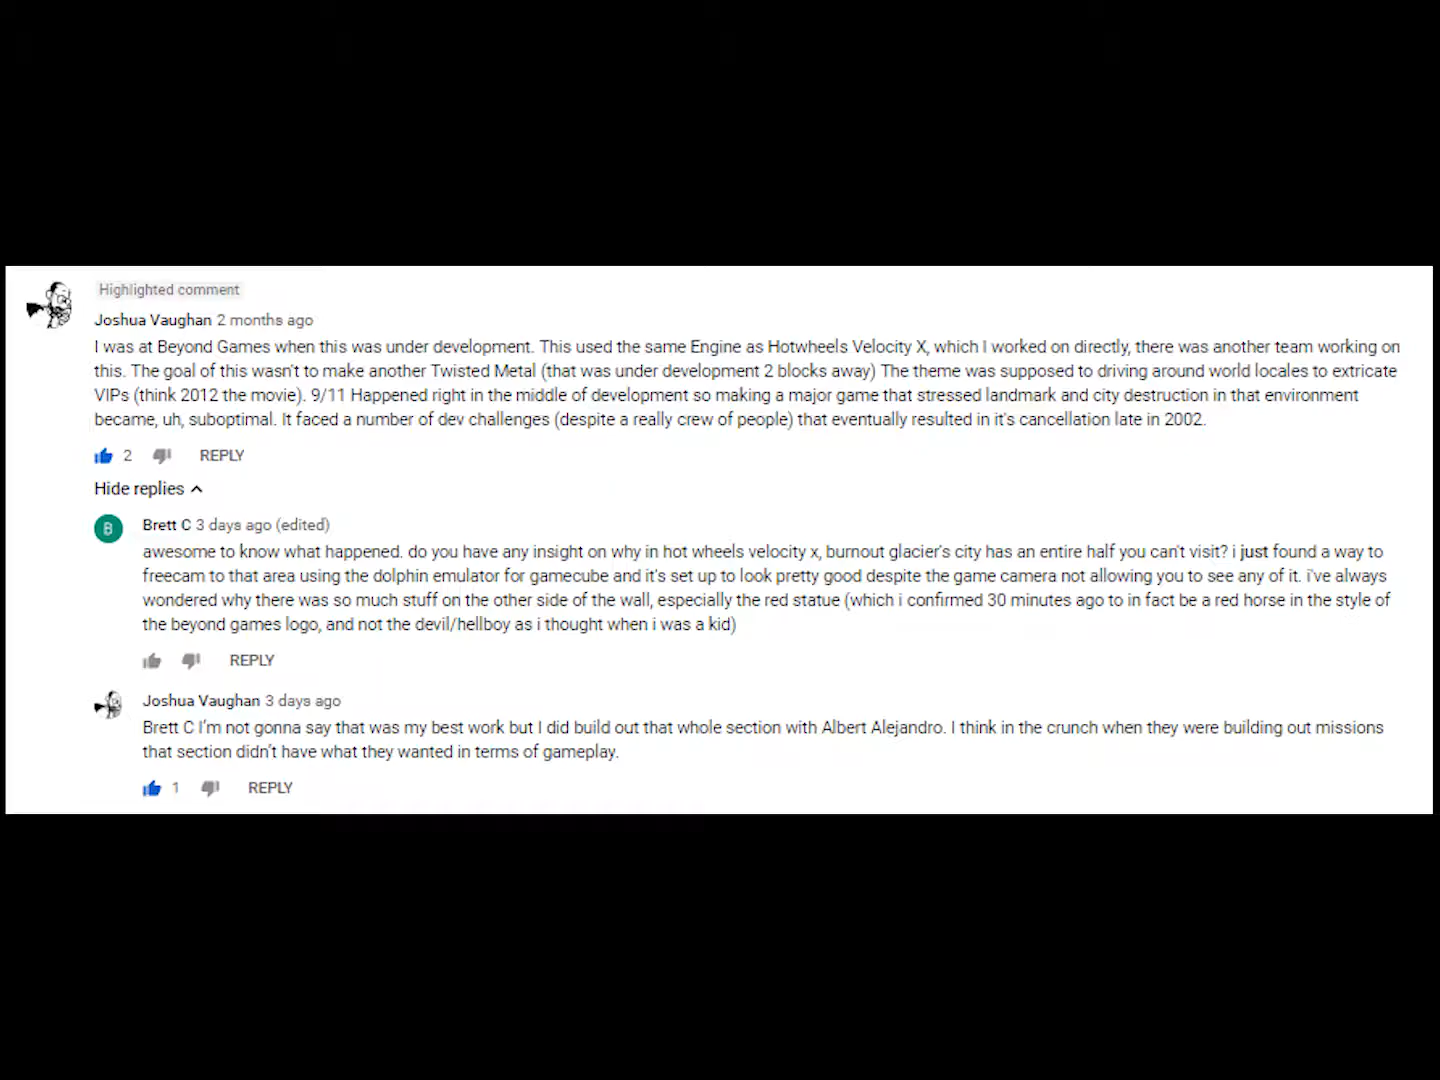 Highlighted comment
Joshua Vaughan 2 months ago
I was at Beyond Games when this was under development. This used the same Engine as Hotwheels Velocity X, which I worked on directly, there was another team working on
this. The goal of this wasn't to make another Twisted Metal (that was under development 2 blocks away) The theme was supposed to driving around world locales to extricate
VIPs (think 2012 the movie). 9/11 Happened right in the middle of development so making a major game that stressed landmark and city destruction in that environment
became, uh, suboptimal. It faced a number of dev challenges (despite a really crew of people) that eventually resulted in it's cancellation late in 2002.
2 REPLY
Hide replies
B
Brett C 3 days ago (edited)
awesome to know what happened. do you have any insight on why in hot wheels velocity x, burnout glacier's city has an entire half you can't visit? i just found a way to
freecam to that area using the dolphin emulator for gamecube and it's set up to look pretty good despite the game camera not allowing you to see any of it. i've always
wondered why there was so much stuff on the other side of the wall, especially the red statue (which i confirmed 30 minutes ago to in fact be a red horse in the style of
the beyond games logo, and not the devil/hellboy as i thought when i was a kid)
REPLY
Joshua Vaughan 3 days ago
Brett C I'm not gonna say that was my best work but I did build out that whole section with Albert Alejandro. I think in the crunch when they were building out missions
that section didn't have what they wanted in terms of gameplay.
1 REPLY